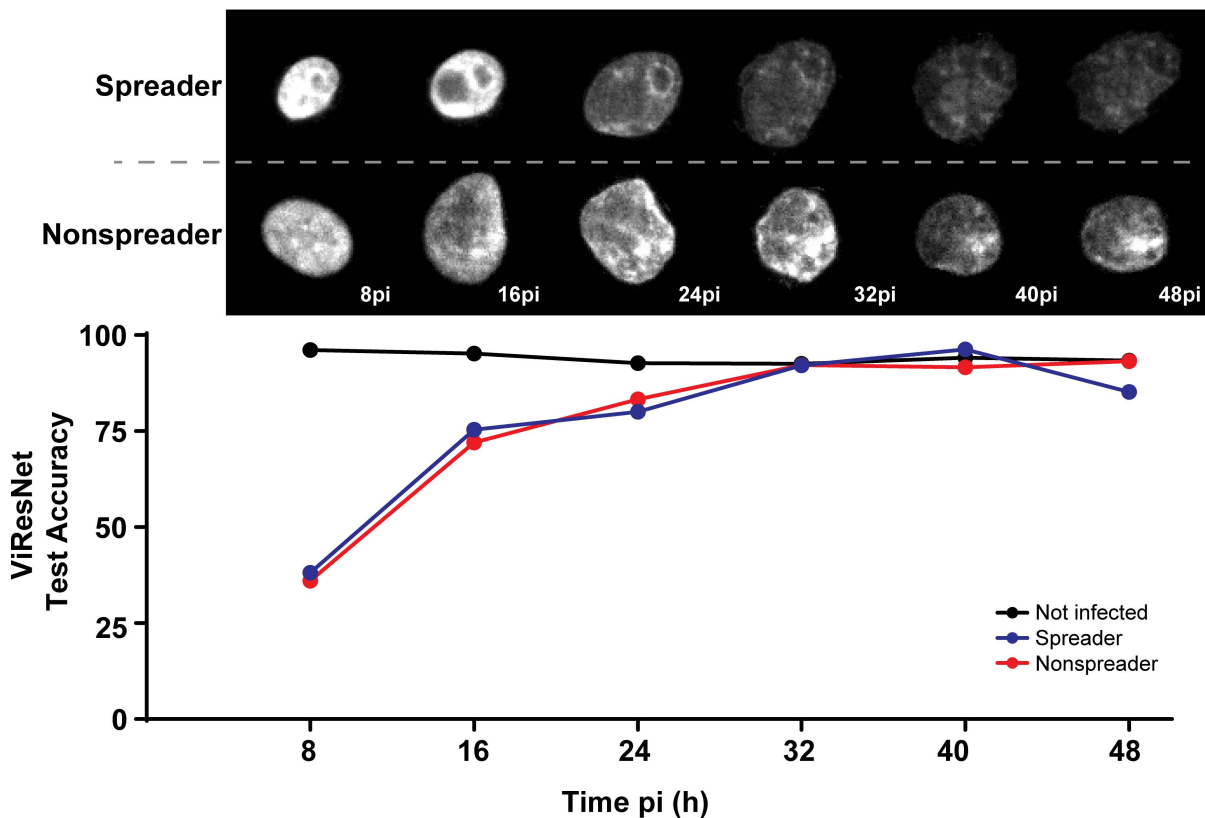 Spreader
Nonspreader
8pi 16pi 24pi 32pi 40pi 48pi
100
75
50
25
0
ViResNet
Test Accuracy
Not infected
Spreader
Nonspreader
8 16 24 32 40 48
Time pi (h)